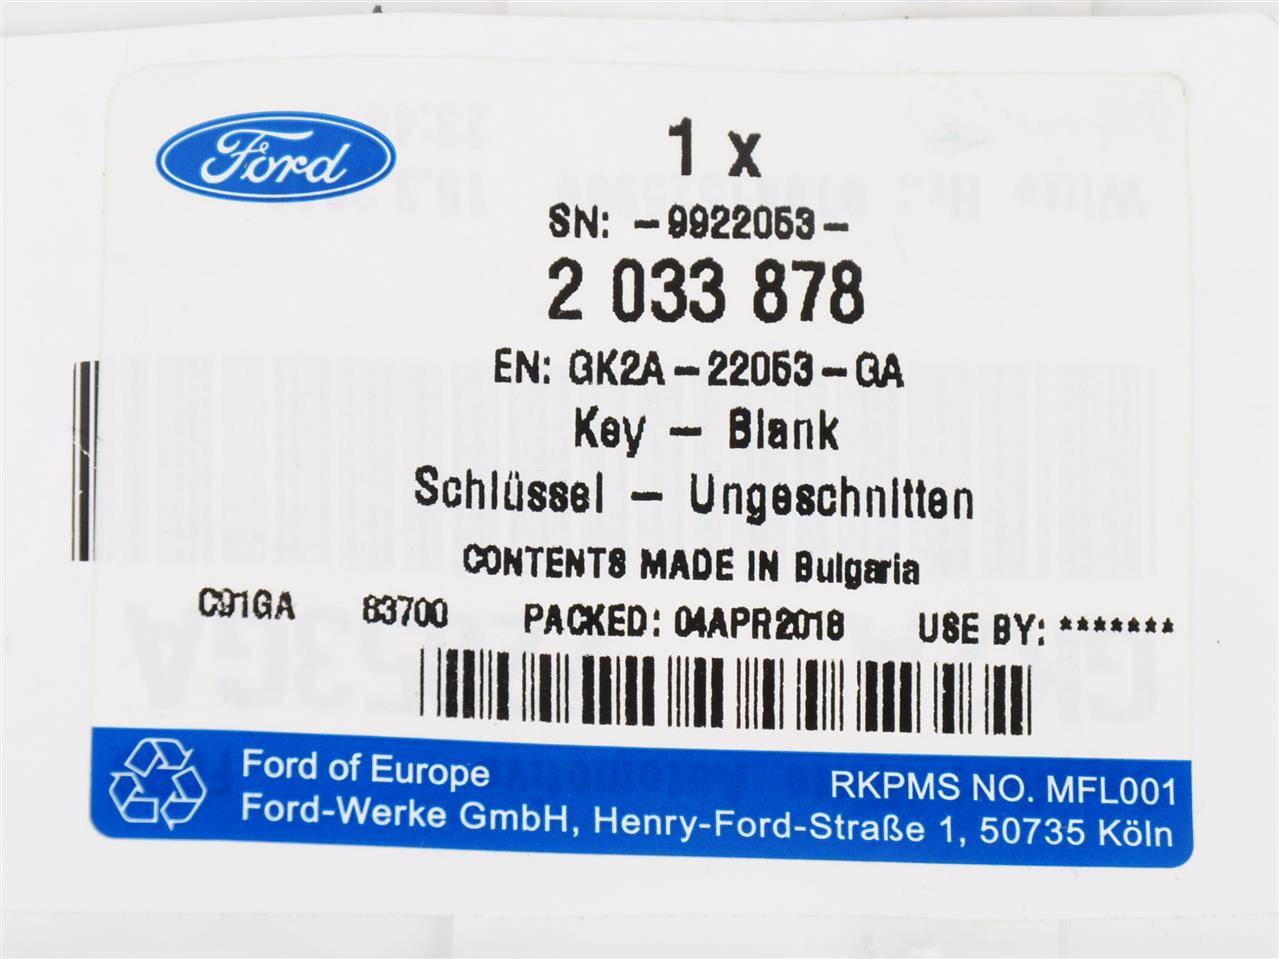 Ford
1 x
SN: -9922053-
2 033 878
EN: GK2A-22053-GA
Key - Blank
Schlüssel - Ungeschnitten
CONTENTS MADE IN Bulgaria
C91GA 83700 PACKED: 04APR2018 USE BY: *******
Ford of Europe RKPMS NO. MFL001
Ford-Werke GmbH, Henry-Ford-Straße 1, 50735 Köln